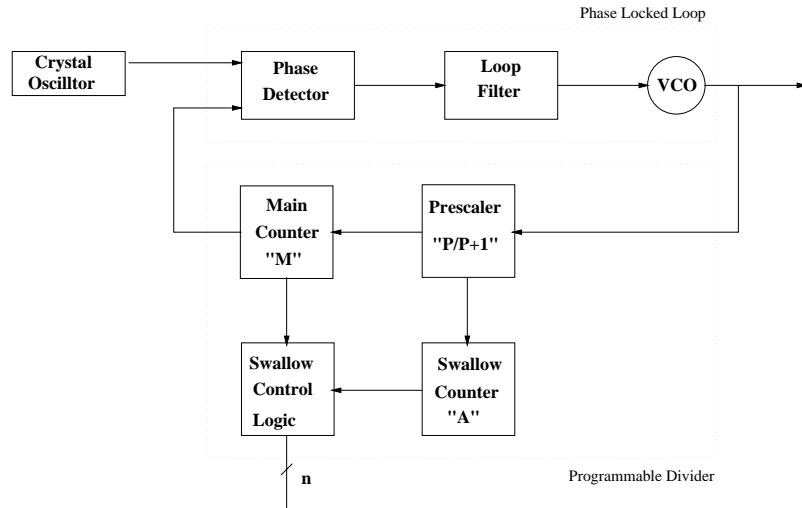 Phase Locked Loop
Crystal
Oscilltor
Phase
Detector
Loop
Filter
VCO
Main
Counter
"M"
Prescaler
"P/P+1"
Swallow
Control
Logic
Swallow
Counter
"A"
n
Programmable Divider